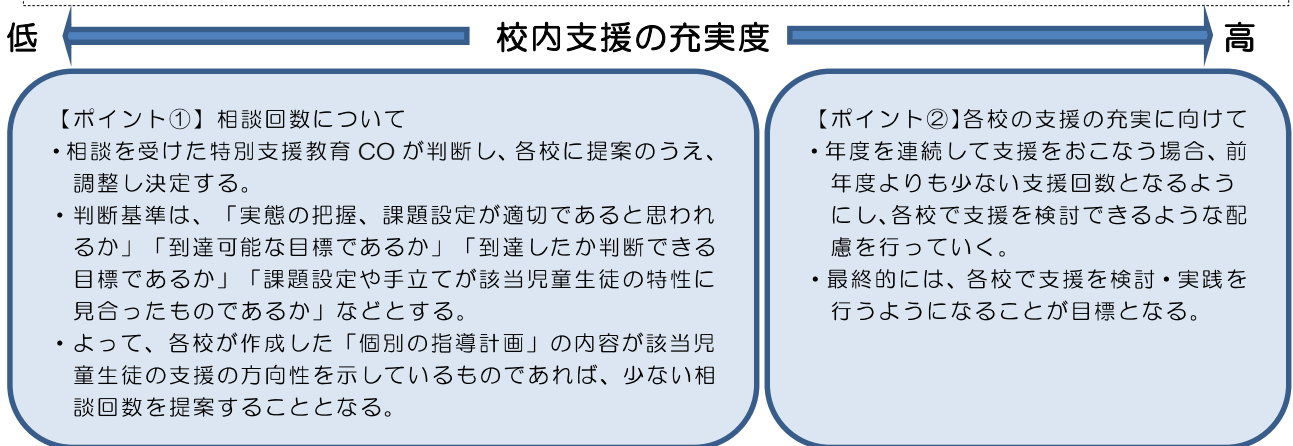 低 校内支援の充実度 高
【ポイント①】相談回数について
・相談を受けた特別支援教育 CO が判断し、各校に提案のうえ、
調整し決定する。
・判断基準は、「実態の把握、課題設定が適切であると思われ
るか」「到達可能な目標であるか」「到達したか判断できる
目標であるか」「課題設定や手立てが該当児童生徒の特性に
見合ったものであるか」などとする。
・よって、各校が作成した「個別の指導計画」の内容が該当児
童生徒の支援の方向性を示しているものであれば、少ない相
談回数を提案することとなる。
【ポイント②】各校の支援の充実に向けて
・年度を連続して支援をおこなう場合、前
年度よりも少ない支援回数となるよう
にし、各校で支援を検討できるような配
慮を行っていく。
・最終的には、各校で支援を検討・実践を
行うようになることが目標となる。